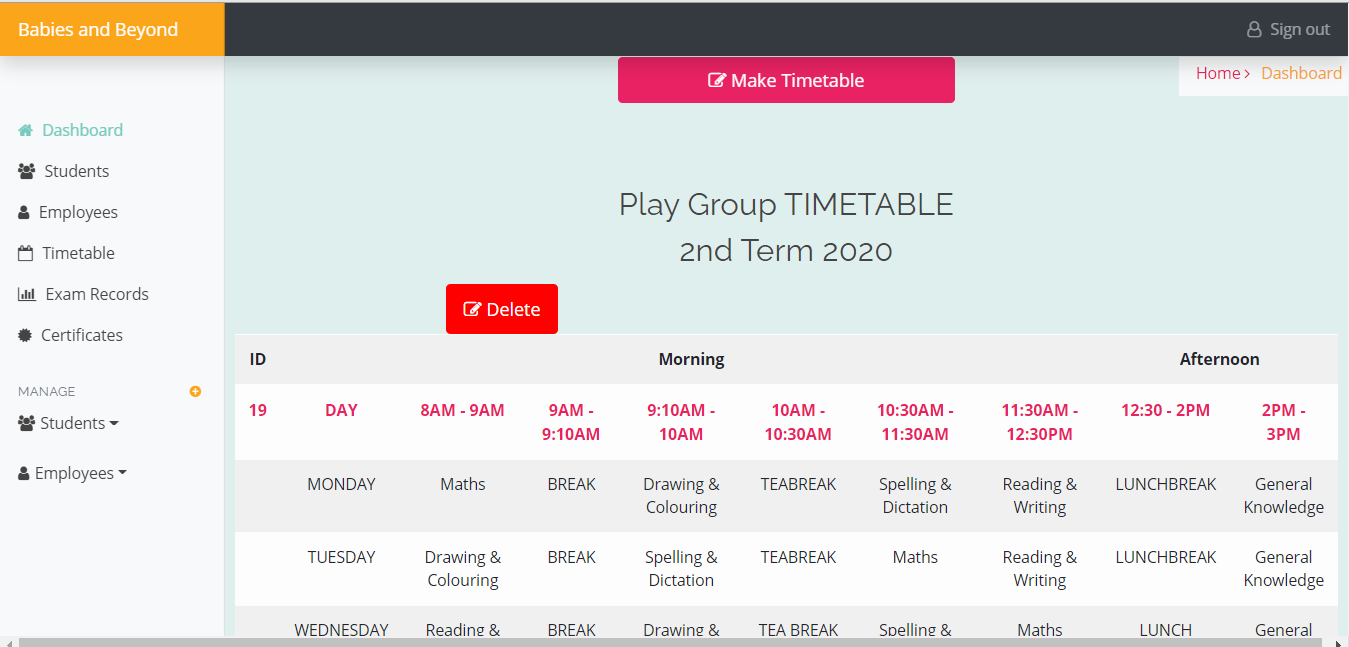 Babies and Beyond
Sign out
Make Timetable
Home
Dashboard
Dashboard
Students
Employees
Timetable
Exam Records
Certificates
MANAGE
Students
Employees
Play Group TIMETABLE
2nd Term 2020
Delete
ID Morning Afternoon
19 DAY 8AM - 9AM 9AM - 9:10AM - 10AM - 10:30AM - 11:30AM - 12:30 - 2PM 2PM -
9:10AM 10AM 10:30AM 11:30AM 12:30PM 3PM
MONDAY Maths BREAK Drawing & TEABREAK Spelling & Reading & LUNCHBREAK General
Colouring Dictation Writing Knowledge
TUESDAY Drawing & BREAK Spelling & TEABREAK Maths Reading & LUNCHBREAK General
Colouring Dictation Writing Knowledge
WEDNESDAY Reading & BREAK Drawing & TEA BREAK Spelling & Maths LUNCH General